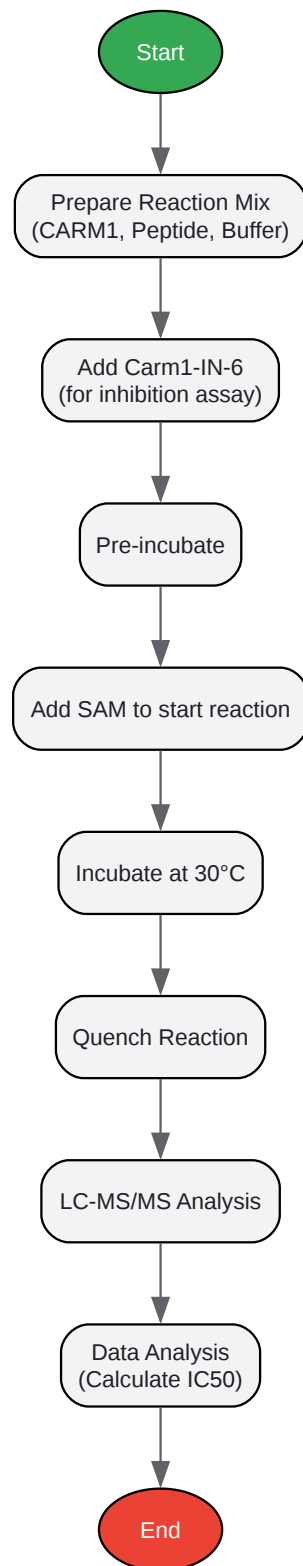 Start
Prepare Reaction Mix
(CARM1, Peptide, Buffer)
Add Carm1-IN-6
(for inhibition assay)
Pre-incubate
Add SAM to start reaction
Incubate at 30°C
Quench Reaction
LC-MS/MS Analysis
Data Analysis
(Calculate IC50)
End